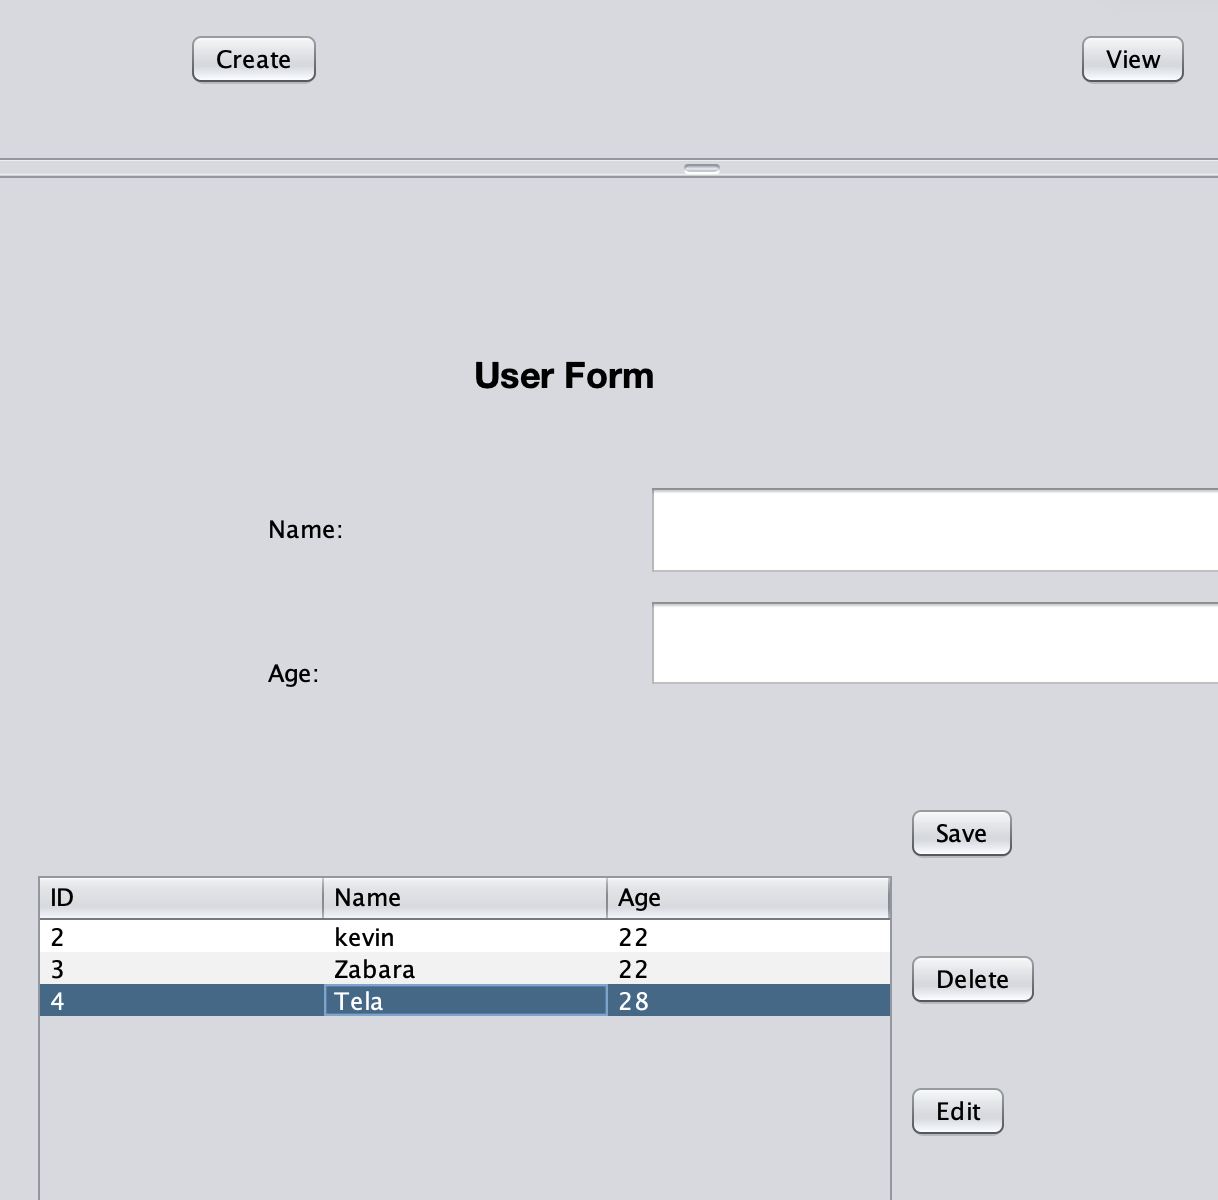 Create View
User Form
Name:
Age:
Save
ID Name Age
2 kevin 22
3 Zabara 22
Delete
4 Tela 28
Edit